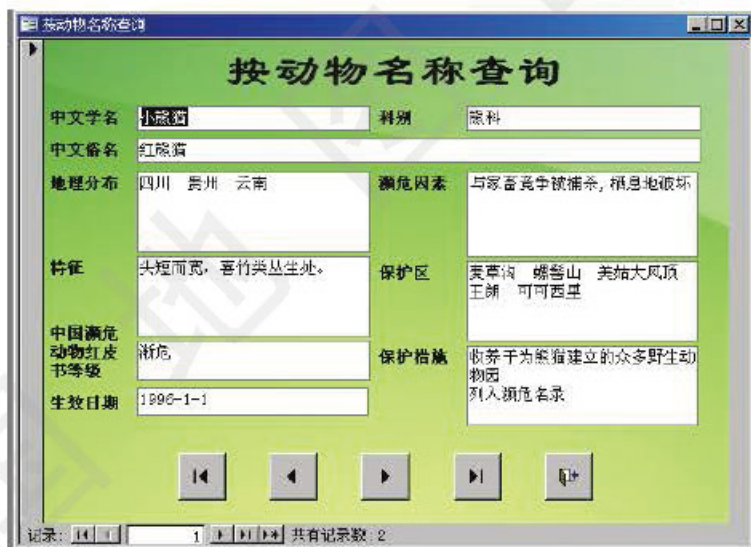 按动物名称查询
按动物名称查询
中文学名 小熊猫 科别 熊科
中文俗名 红熊猫
地理分布 四川 贵州 云南 濒危因素 与家畜竞争被捕杀, 栖息地破坏
特征 头短而宽，喜竹类丛生处。 保护区 麦草沟 螺髻山 美姑大风顶
王朗 可可西里
中国濒危
动物红皮
书等级 渐危 保护措施 收养于为熊猫建立的众多野生动
物园
列入濒危名录
生效日期 1996-1-1
记录: 1 共有记录数: 2